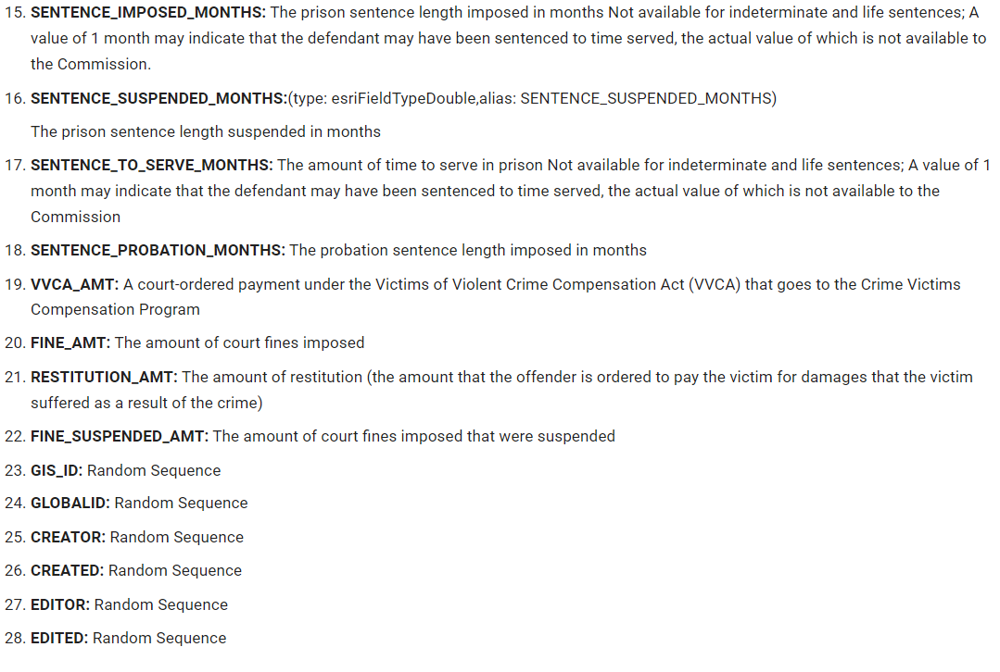 15. SENTENCE_IMPOSED_MONTHS: The prison sentence length imposed in months Not available for indeterminate and life sentences; A
value of 1 month may indicate that the defendant may have been sentenced to time served, the actual value of which is not available to
the Commission.
16. SENTENCE_SUSPENDED_MONTHS:(type: esriFieldTypeDouble,alias: SENTENCE_SUSPENDED_MONTHS)
The prison sentence length suspended in months
17. SENTENCE_TO_SERVE_MONTHS: The amount of time to serve in prison Not available for indeterminate and life sentences; A value of 1
month may indicate that the defendant may have been sentenced to time served, the actual value of which is not available to the
Commission
18. SENTENCE_PROBATION_MONTHS: The probation sentence length imposed in months
19. VVCA_AMT: A court-ordered payment under the Victims of Violent Crime Compensation Act (VVCA) that goes to the Crime Victims
Compensation Program
20. FINE_AMT: The amount of court fines imposed
21. RESTITUTION_AMT: The amount of restitution (the amount that the offender is ordered to pay the victim for damages that the victim
suffered as a result of the crime)
22. FINE_SUSPENDED_AMT: The amount of court fines imposed that were suspended
23. GIS_ID: Random Sequence
24. GLOBALID: Random Sequence
25. CREATOR: Random Sequence
26. CREATED: Random Sequence
27. EDITOR: Random Sequence
28. EDITED: Random Sequence